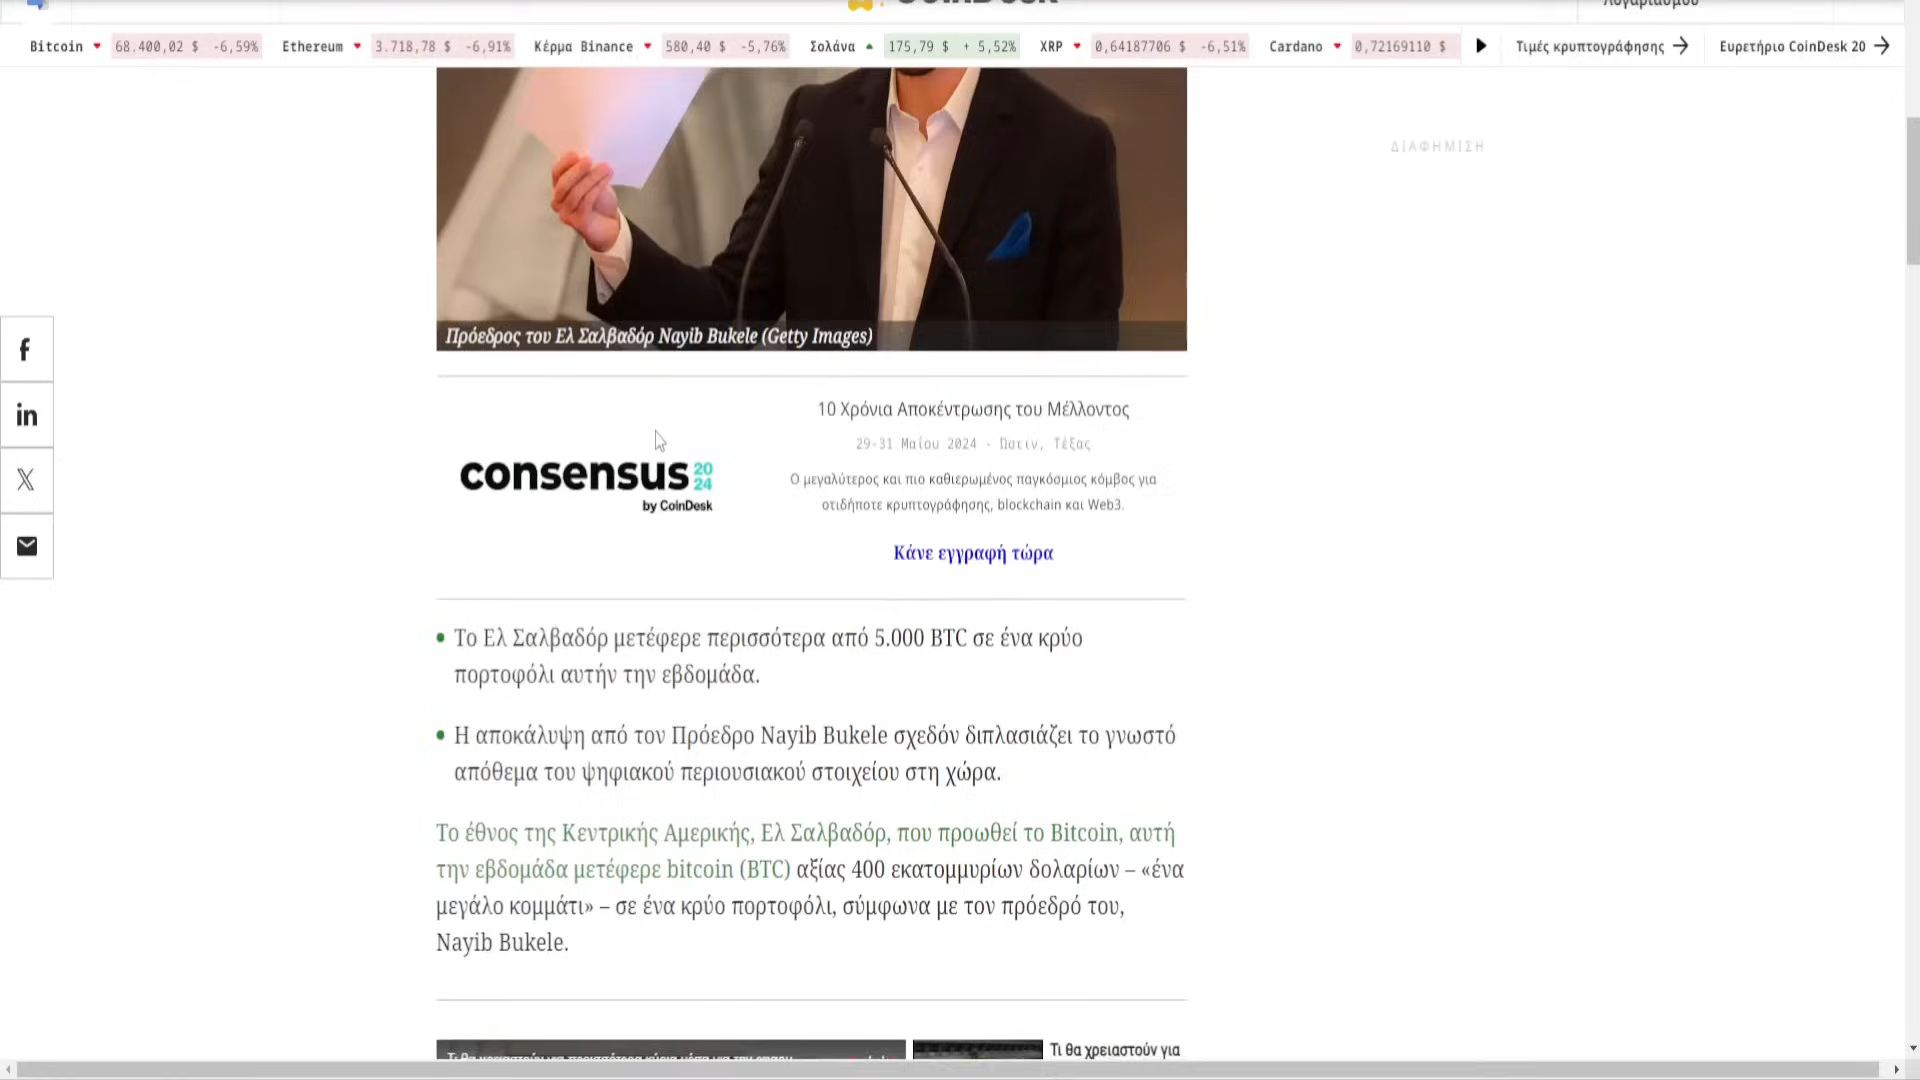 Bitcoin 68.400,02 $ -6,59% Ethereum 3.718,78 $ -6,91% Κέρμα Binance 580,40 $ -5,76% Σολάνα 175,79 $ + 5,52% XRP 0,64187706 $ -6,51% Cardano 0,72169110 $ Τιμές κρυπτογράφησης Ευρετήριο CoinDesk 20
ΔΙΑΦΗΜΙΣΗ
Πρόεδρος του Ελ Σαλβαδόρ Nayib Bukele (Getty Images)
consensus 20 24
by CoinDesk
10 Χρόνια Αποκέντρωσης του Μέλλοντος
29-31 Μαΐου 2024 - Ώστιν, Τέξας
Ο μεγαλύτερος και πιο καθιερωμένος παγκόσμιος κόμβος για
οτιδήποτε κρυπτογράφησης, blockchain και Web3.
Κάνε εγγραφή τώρα
Το Ελ Σαλβαδόρ μετέφερε περισσότερα από 5.000 BTC σε ένα κρύο
πορτοφόλι αυτήν την εβδομάδα.
Η αποκάλυψη από τον Πρόεδρο Nayib Bukele σχεδόν διπλασιάζει το γνωστό
απόθεμα του ψηφιακού περιουσιακού στοιχείου στη χώρα.
Το έθνος της Κεντρικής Αμερικής, Ελ Σαλβαδόρ, που προωθεί το Bitcoin, αυτή
την εβδομάδα μετέφερε bitcoin (BTC) αξίας 400 εκατομμυρίων δολαρίων – «ένα
μεγάλο κομμάτι» – σε ένα κρύο πορτοφόλι, σύμφωνα με τον πρόεδρό του,
Nayib Bukele.
Τι θα χρειαστούν για